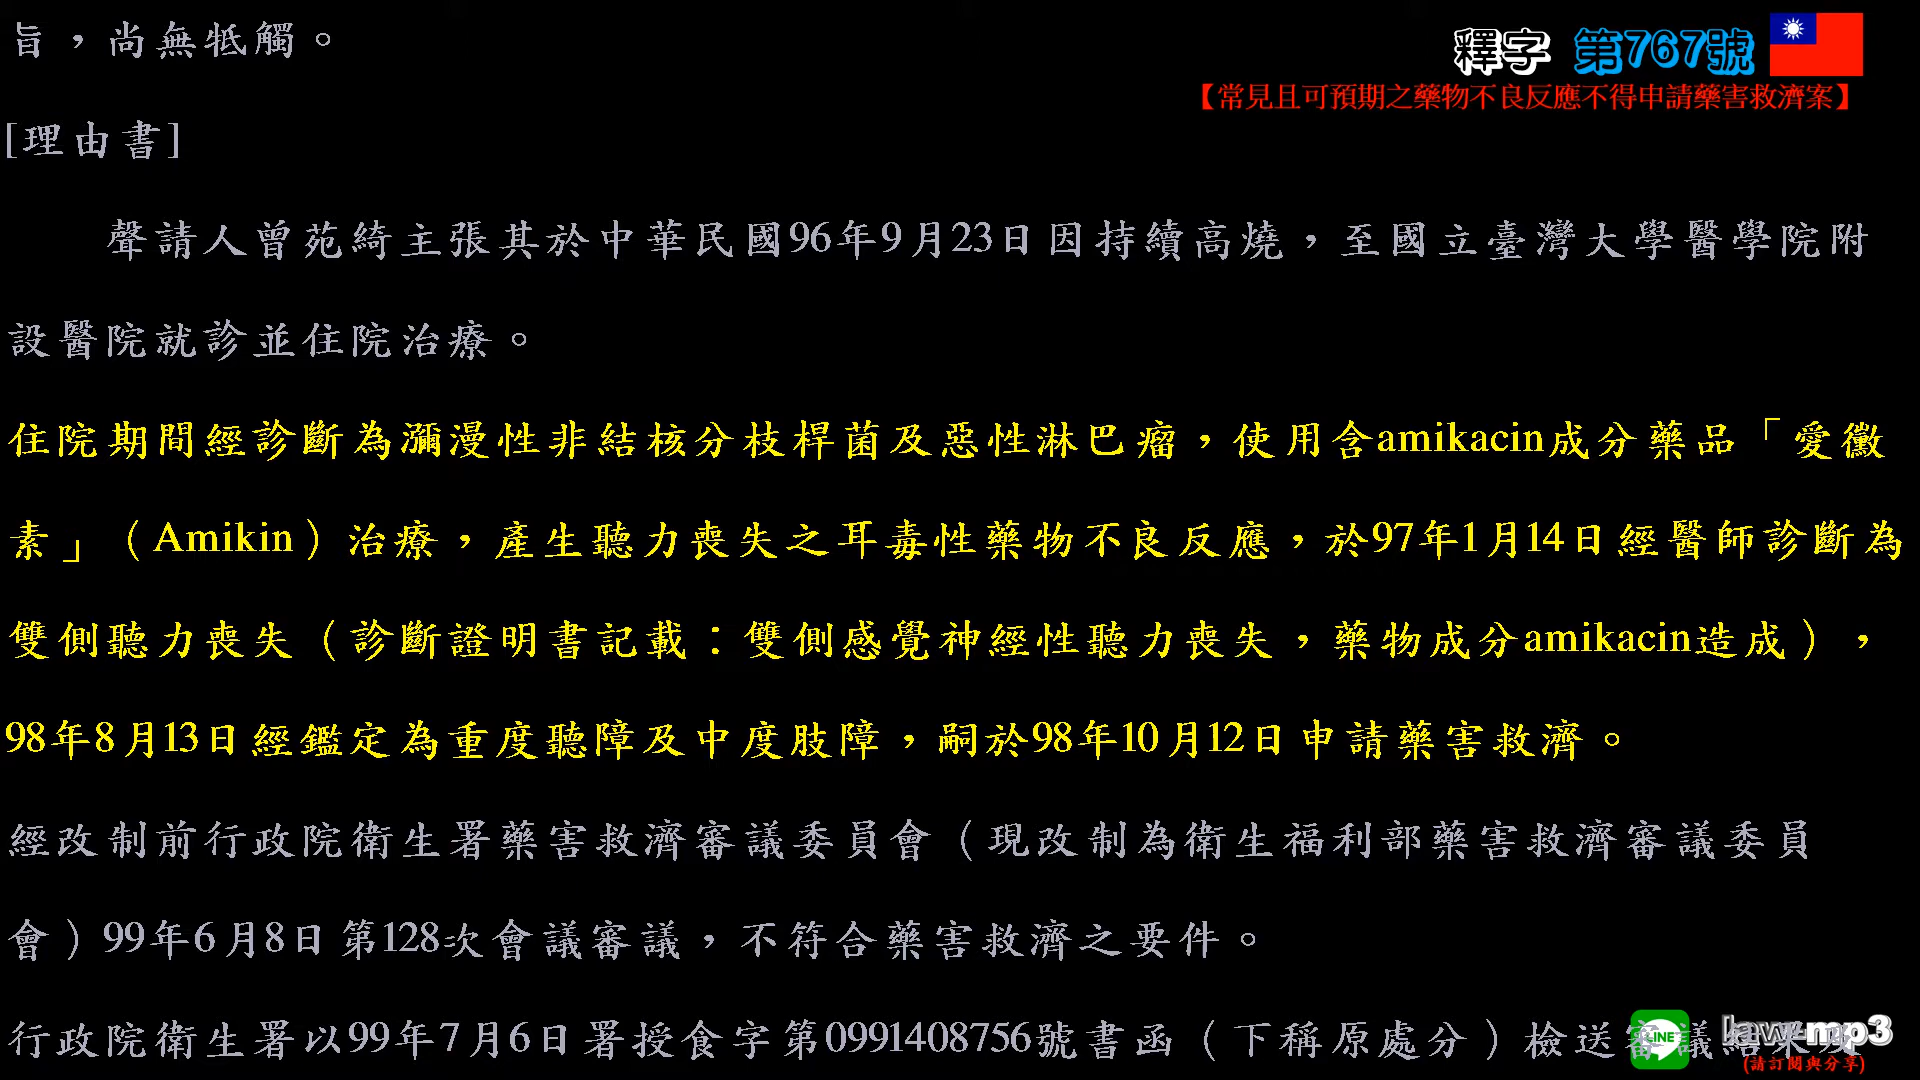 旨，尚無牴觸。
釋字 第767號
【常見且可預期之藥物不良反應不得申請藥害救濟案】
[理由書]
聲請人曾苑綺主張其於中華民國96年9月23日因持續高燒，至國立臺灣大學醫學院附
設醫院就診並住院治療。
住院期間經診斷為瀰漫性非結核分枝桿菌及惡性淋巴瘤，使用含amikacin成分藥品「愛黴
素」（Amikin）治療，產生聽力喪失之耳毒性藥物不良反應，於97年1月14日經醫師診斷為
雙側聽力喪失（診斷證明書記載：雙側感覺神經性聽力喪失，藥物成分amikacin造成），
98年8月13日經鑑定為重度聽障及中度肢障，嗣於98年10月12日申請藥害救濟。
經改制前行政院衛生署藥害救濟審議委員會（現改制為衛生福利部藥害救濟審議委員
會）99年6月8日第128次會議審議，不符合藥害救濟之要件。
行政院衛生署以99年7月6日署授食字第0991408756號書函（下稱原處分）檢送審議結果及
LINE
law-mp3
(請訂閱與分享)